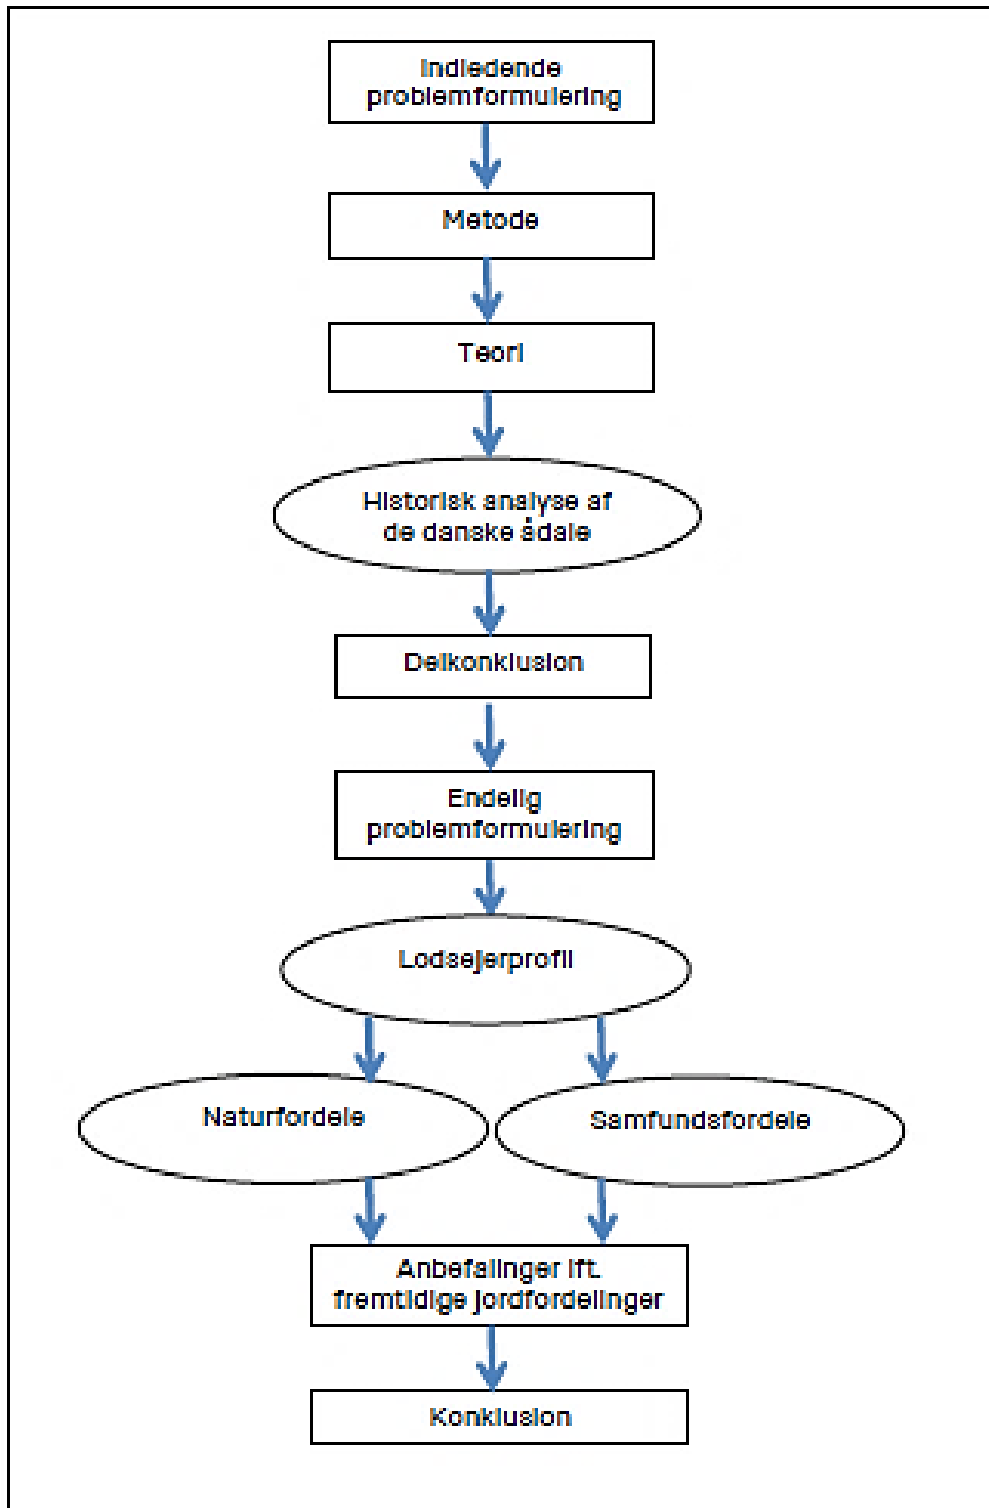 Indledende
problemformulering
Metode
Teori
Historisk analyse af
de danske ådale
Delkonklusion
Endelig
problemformulering
Lodsejerprofil
Naturfordele
Samfundsfordele
Anbefalinger ift.
fremtidige jordfordelinger
Konklusion